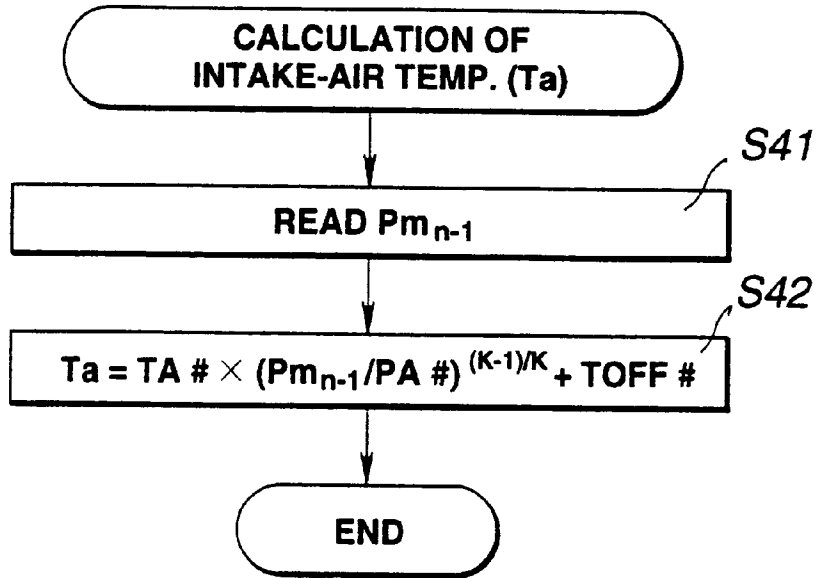 CALCULATION OF
INTAKE-AIR TEMP. (Ta)
S41
READ Pmn-1
S42
Ta = TA # × (Pmn-1/PA #) (K-1)/K + TOFF #
END